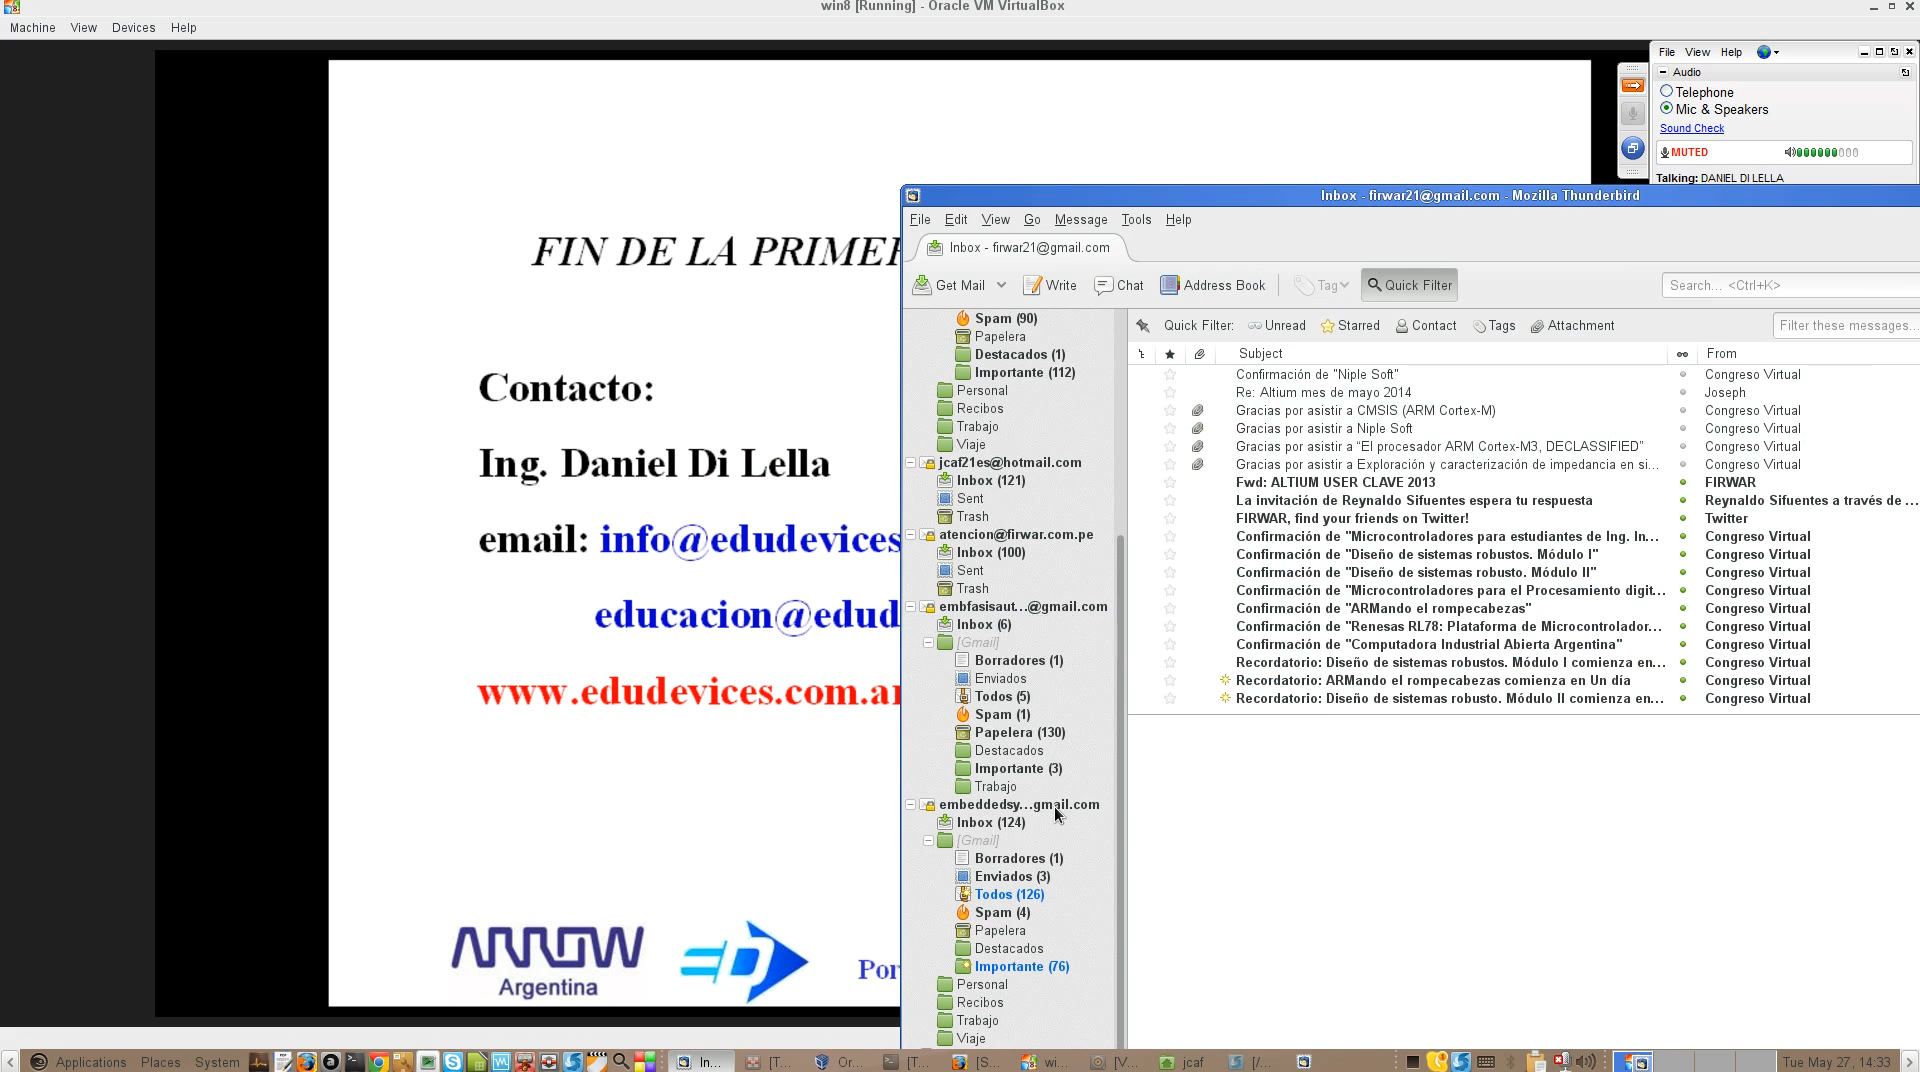 win8 [Running] - Oracle VM VirtualBox
Machine View Devices Help
FIN DE LA PRIMER
Contacto:
Ing. Daniel Di Lella
email: info@edudevices
educacion@edud
www.edudevices.com.ar
ARROW
Argentina
Por
File View Help
Audio
Telephone
Mic & Speakers
Sound Check
MUTED
Talking: DANIEL DI LELLA
Inbox - firwar21@gmail.com - Mozilla Thunderbird
File Edit View Go Message Tools Help
Inbox - firwar21@gmail.com
Get Mail Write Chat Address Book Tag Quick Filter Search... <Ctrl+K>
Spam (90)
Papelera
Destacados (1)
Importante (112)
Personal
Recibos
Trabajo
Viaje
jcaf21es@hotmail.com
Inbox (121)
Sent
Trash
atencion@firwar.com.pe
Inbox (100)
Sent
Trash
embfasisaut...@gmail.com
Inbox (6)
[Gmail]
Borradores (1)
Enviados
Todos (5)
Spam (1)
Papelera (130)
Destacados
Importante (3)
Trabajo
embeddedsy...gmail.com
Inbox (124)
[Gmail]
Borradores (1)
Enviados (3)
Todos (126)
Spam (4)
Papelera
Destacados
Importante (76)
Personal
Recibos
Trabajo
Viaje
Quick Filter: Unread Starred Contact Tags Attachment Filter these messages...
Subject From
Confirmación de "Niple Soft" Congreso Virtual
Re: Altium mes de mayo 2014 Joseph
Gracias por asistir a CMSIS (ARM Cortex-M) Congreso Virtual
Gracias por asistir a Niple Soft Congreso Virtual
Gracias por asistir a “El procesador ARM Cortex-M3, DECLASSIFIED” Congreso Virtual
Gracias por asistir a Exploración y caracterización de impedancia en si... Congreso Virtual
Fwd: ALTIUM USER CLAVE 2013 FIRWAR
La invitación de Reynaldo Sifuentes espera tu respuesta Reynaldo Sifuentes a través de ...
FIRWAR, find your friends on Twitter! Twitter
Confirmación de "Microcontroladores para estudiantes de Ing. In... Congreso Virtual
Confirmación de "Diseño de sistemas robustos. Módulo I" Congreso Virtual
Confirmación de "Diseño de sistemas robusto. Módulo II" Congreso Virtual
Confirmación de "Microcontroladores para el Procesamiento digit... Congreso Virtual
Confirmación de "ARMando el rompecabezas" Congreso Virtual
Confirmación de "Renesas RL78: Plataforma de Microcontrolador... Congreso Virtual
Confirmación de "Computadora Industrial Abierta Argentina" Congreso Virtual
Recordatorio: Diseño de sistemas robustos. Módulo I comienza en... Congreso Virtual
Recordatorio: ARMando el rompecabezas comienza en Un día Congreso Virtual
Recordatorio: Diseño de sistemas robusto. Módulo II comienza en... Congreso Virtual
Applications Places System In... [T... Or... [T... [S... wi... [V... jcaf [/... Tue May 27, 14:33